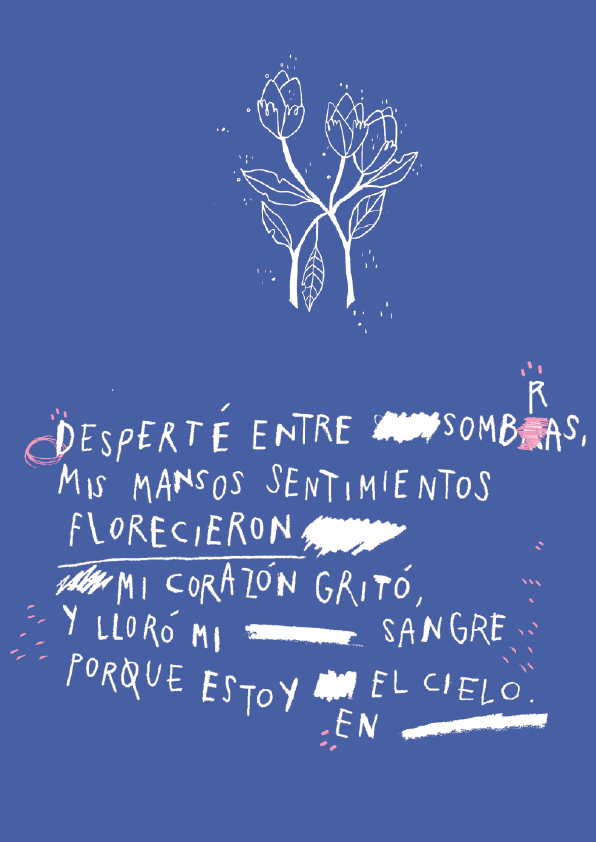 R
DESPERTÉ ENTRE SOMBRAS,
MIS MANSOS SENTIMIENTOS
FLORECIERON
MI CORAZÓN GRITÓ,
Y LLORÓ MI SANGRE
PORQUE ESTOY EL CIELO.
EN